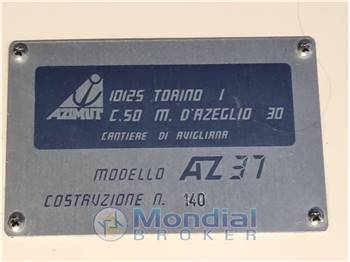 10125 TORINO I
AZIMUT
C.SO M. D'AZEGLIO 30
CANTIERE DI AVIGLIANA
MODELLO AZ 37
COSTRUZIONE N. 140
Mondial
BROKER